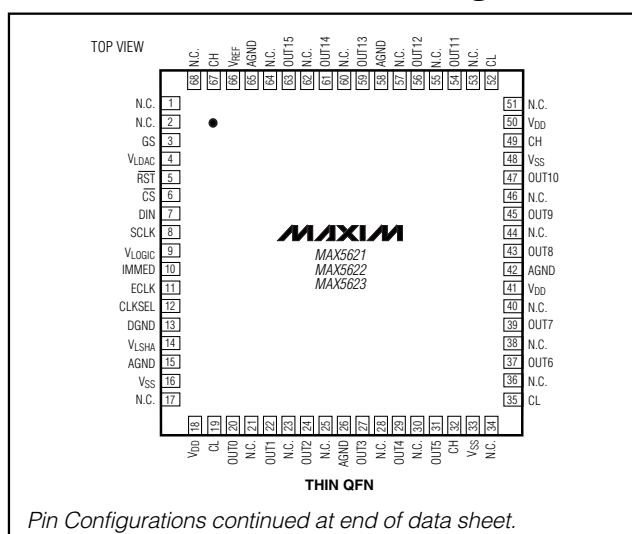 TOP VIEW
N.C. CH VREF AGND N.C. OUT15 N.C. OUT14 N.C. OUT13 AGND N.C. OUT12 N.C. OUT11 N.C. CL
68 67 66 65 64 63 62 61 60 59 58 57 56 55 54 53 52
N.C. 1
N.C. 2
GS 3
VLDAC 4
RST 5
CS 6
DIN 7
SCLK 8
VLOGIC 9
IMMED 10
ECLK 11
CLKSEL 12
DGND 13
VLSHA 14
AGND 15
VSS 16
N.C. 17
MAXIM
MAX5621
MAX5622
MAX5623
51 N.C.
50 VDD
49 CH
48 VSS
47 OUT10
46 N.C.
45 OUT9
44 N.C.
43 OUT8
42 AGND
41 VDD
40 N.C.
39 OUT7
38 N.C.
37 OUT6
36 N.C.
35 CL
18 19 20 21 22 23 24 25 26 27 28 29 30 31 32 33 34
VDD CL OUT0 N.C. OUT1 N.C. OUT2 N.C. AGND OUT3 N.C. OUT4 N.C. OUT5 CH VSS N.C.
THIN QFN
Pin Configurations continued at end of data sheet.